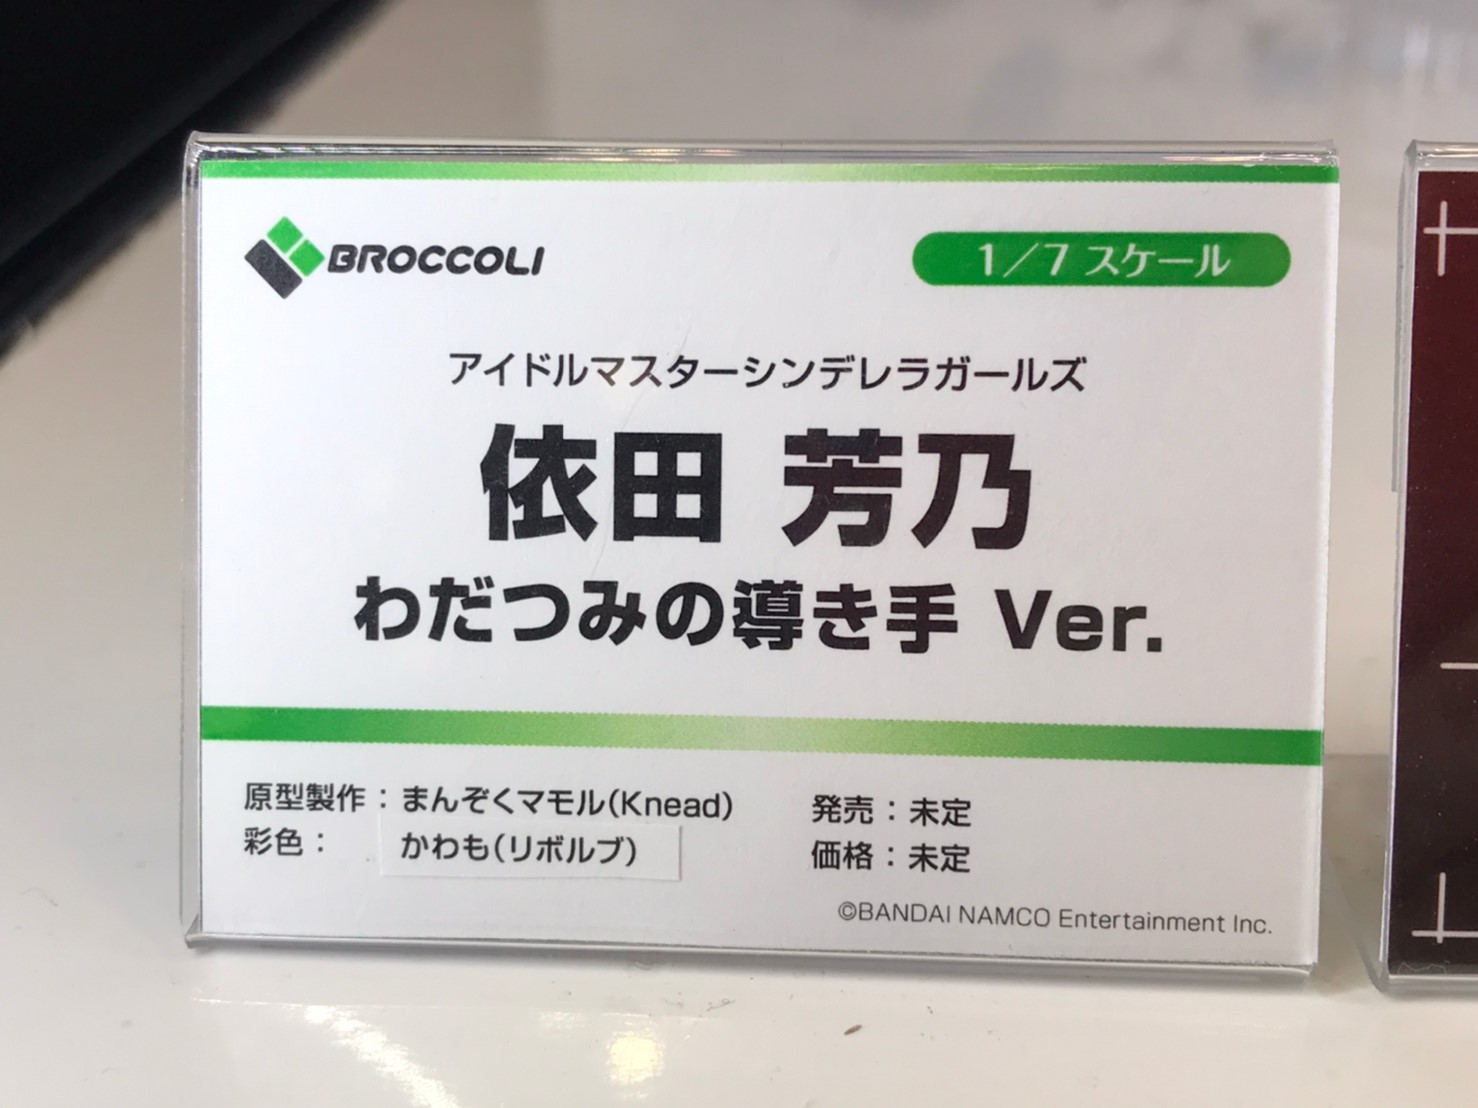 BROCCOLI
1/7 スケール
アイドルマスターシンデレラガールズ
依田 芳乃
わだつみの導き手 Ver.
原型製作：まんぞくマモル(Knead)
彩色： かわも(リボルブ)
発売：未定
価格：未定
©BANDAI NAMCO Entertainment Inc.